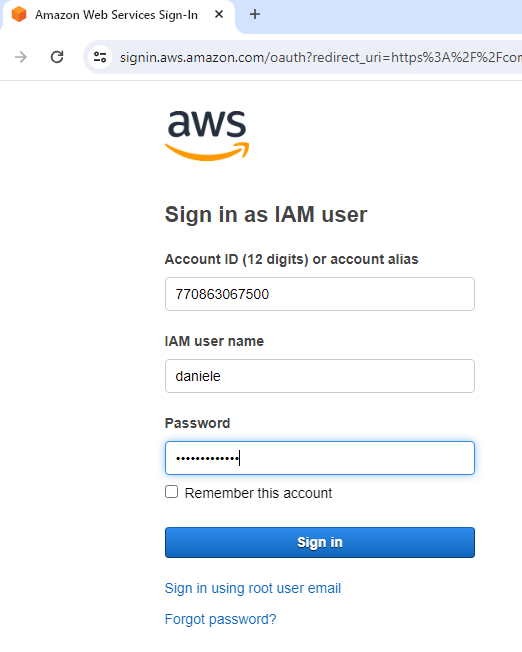 Amazon Web Services Sign-In
signin.aws.amazon.com/oauth?redirect_uri=https%3A%2F%2Fcon
aws
Sign in as IAM user
Account ID (12 digits) or account alias
770863067500
IAM user name
daniele
Password
•••••••••••••
Remember this account
Sign in
Sign in using root user email
Forgot password?